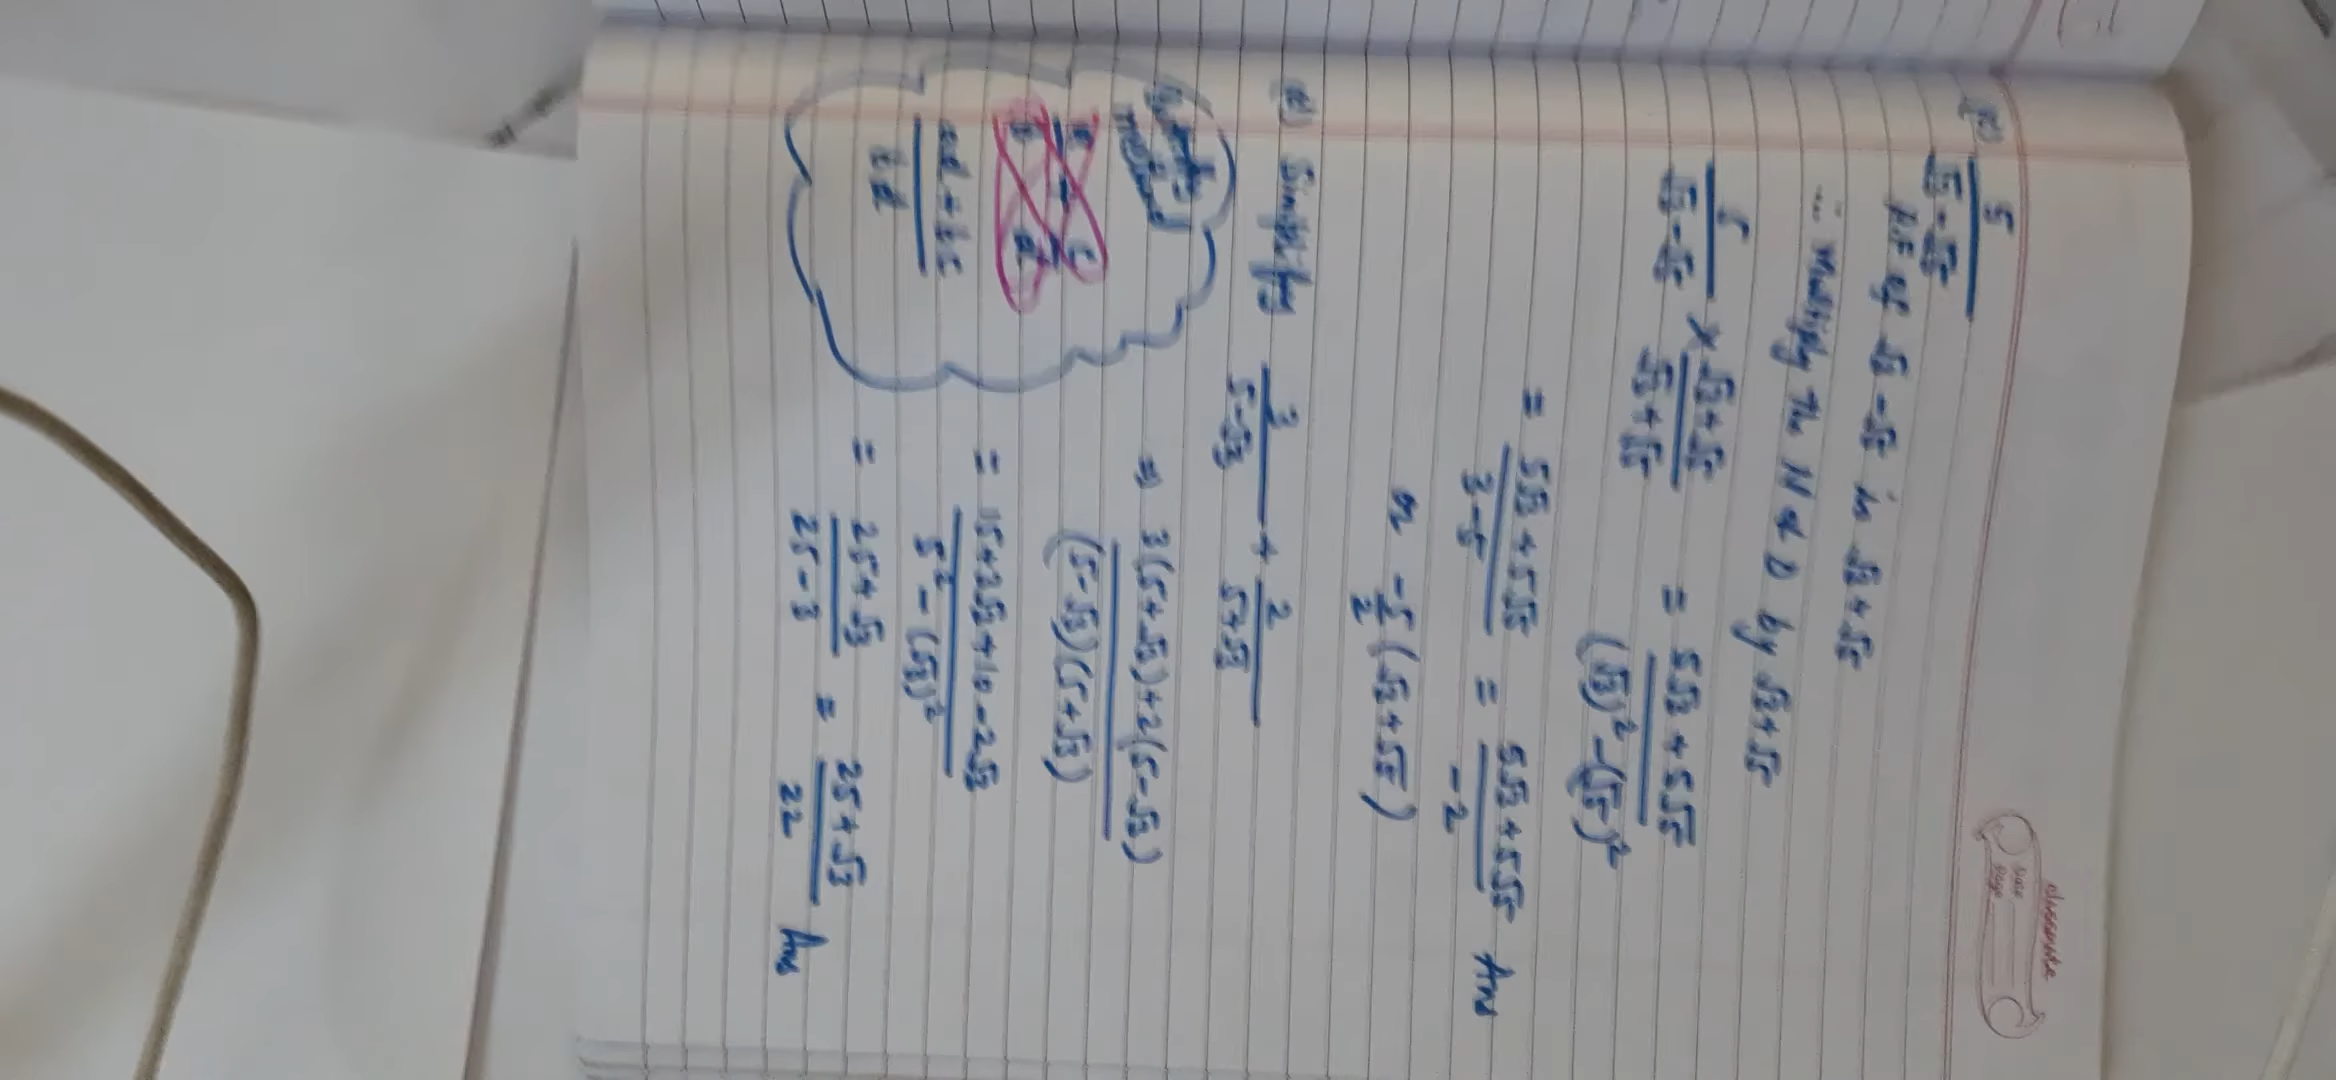 classmate
Date
Page
(iv) 5/(√3-√5)
R.F of √3-√5 is √3+√5
∴ Multiply the N & D by √3+√5
5/(√3-√5) × (√3+√5)/(√3+√5) = (5√3+5√5)/((√3)²-(√5)²)
= (5√3+5√5)/(3-5) = (5√3+5√5)/(-2) Ans
or -5/2 (√3+√5)
Simplify 3/(5-√3) + 2/(5+√3)
method
a/b + c/d
(ad+bc)/(bd)
⇒ (3(5+√3)+2(5-√3))/((5-√3)(5+√3))
= (15+3√3+10-2√3)/(5²-(√3)²)
= (25+√3)/(25-3) = (25+√3)/22 Ans